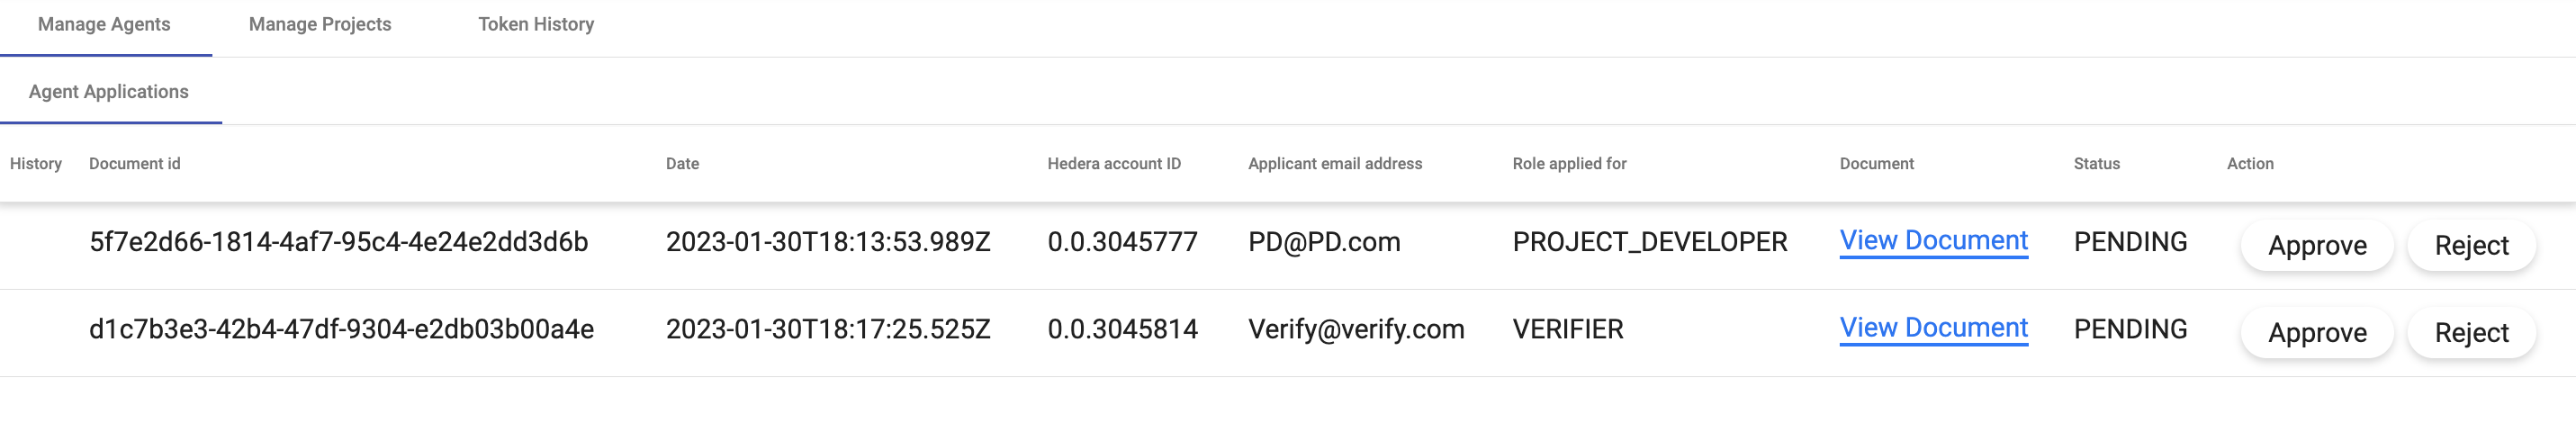 Manage Agents Manage Projects Token History
Agent Applications
History Document id Date Hedera account ID Applicant email address Role applied for Document Status Action
5f7e2d66-1814-4af7-95c4-4e24e2dd3d6b 2023-01-30T18:13:53.989Z 0.0.3045777 PD@PD.com PROJECT_DEVELOPER View Document PENDING Approve Reject
d1c7b3e3-42b4-47df-9304-e2db03b00a4e 2023-01-30T18:17:25.525Z 0.0.3045814 Verify@verify.com VERIFIER View Document PENDING Approve Reject